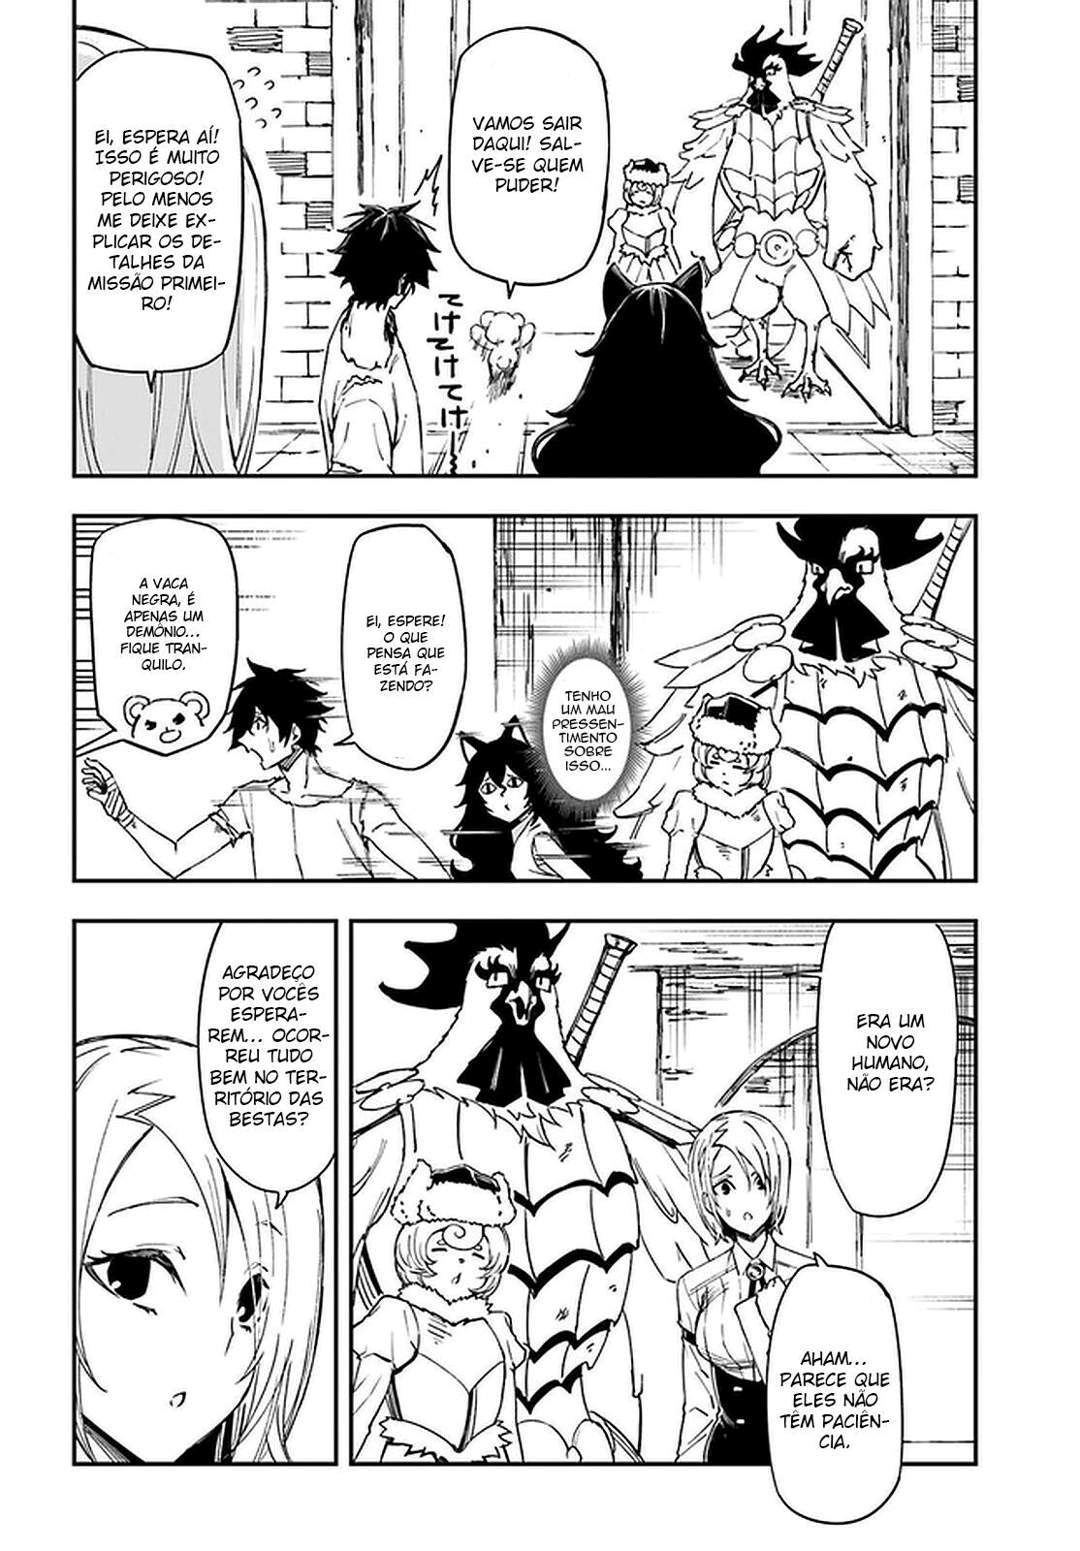 VAMOS SAIR
DAQUI! SAL-
VE-SE QUEM
PUDER!
EI, ESPERA AÍ!
ISSO É MUITO
PERIGOSO!
PELO MENOS
ME DEIXE EX-
PLICAR OS DE-
TALHES DA
MISSÃO PRIMEI-
RO!
てけてけてけてけー
TENHO
UM MAU
PRESSEN-
TIMENTO
SOBRE
ISSO...
EI, ESPERE!
O QUE
PENSA QUE
ESTÁ FA-
ZENDO?
A VACA
NEGRA, É
APENAS UM
DEMÔNIO...
FIQUE TRAN-
QUILO.
ERA UM
NOVO
HUMANO,
NÃO ERA?
AHAM...
PARECE QUE
ELES NÃO
TÊM PACIÊN-
CIA.
AGRADEÇO
POR VOCÊS
ESPERA-
REM... OCOR-
REU TUDO
BEM NO TER-
RITÓRIO DAS
BESTAS?